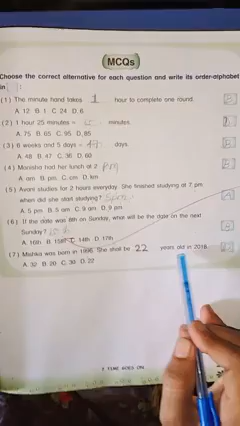 MCQs
Choose the correct alternative for each question and write its order-alphabet
in :
(1) The minute hand takes 1 hour to complete one round.
A. 12 B. 1 C. 24 D. 6
(2) 1 hour 25 minutes = minutes.
A. 75 B. 65 C. 95 D. 85
(3) 6 weeks and 5 days = days.
A. 48 B. 47 C. 36 D. 60
(4) Manisha had her lunch at 2 pm
A. am B. pm C. cm D. km
(5) Avani studies for 2 hours everyday. She finished studying at 7 pm
when did she start studying? 5pm
A. 5 pm B. 5 am C. 9 am D. 9 pm
(6) If the date was 8th on Sunday, what will be the date on the next
Sunday?
A. 16th B. 15th C. 14th D. 17th
(7) Mishka was born in 1996. She shall be 22 years old in 2018.
A. 32 B. 20 C. 30 D. 22